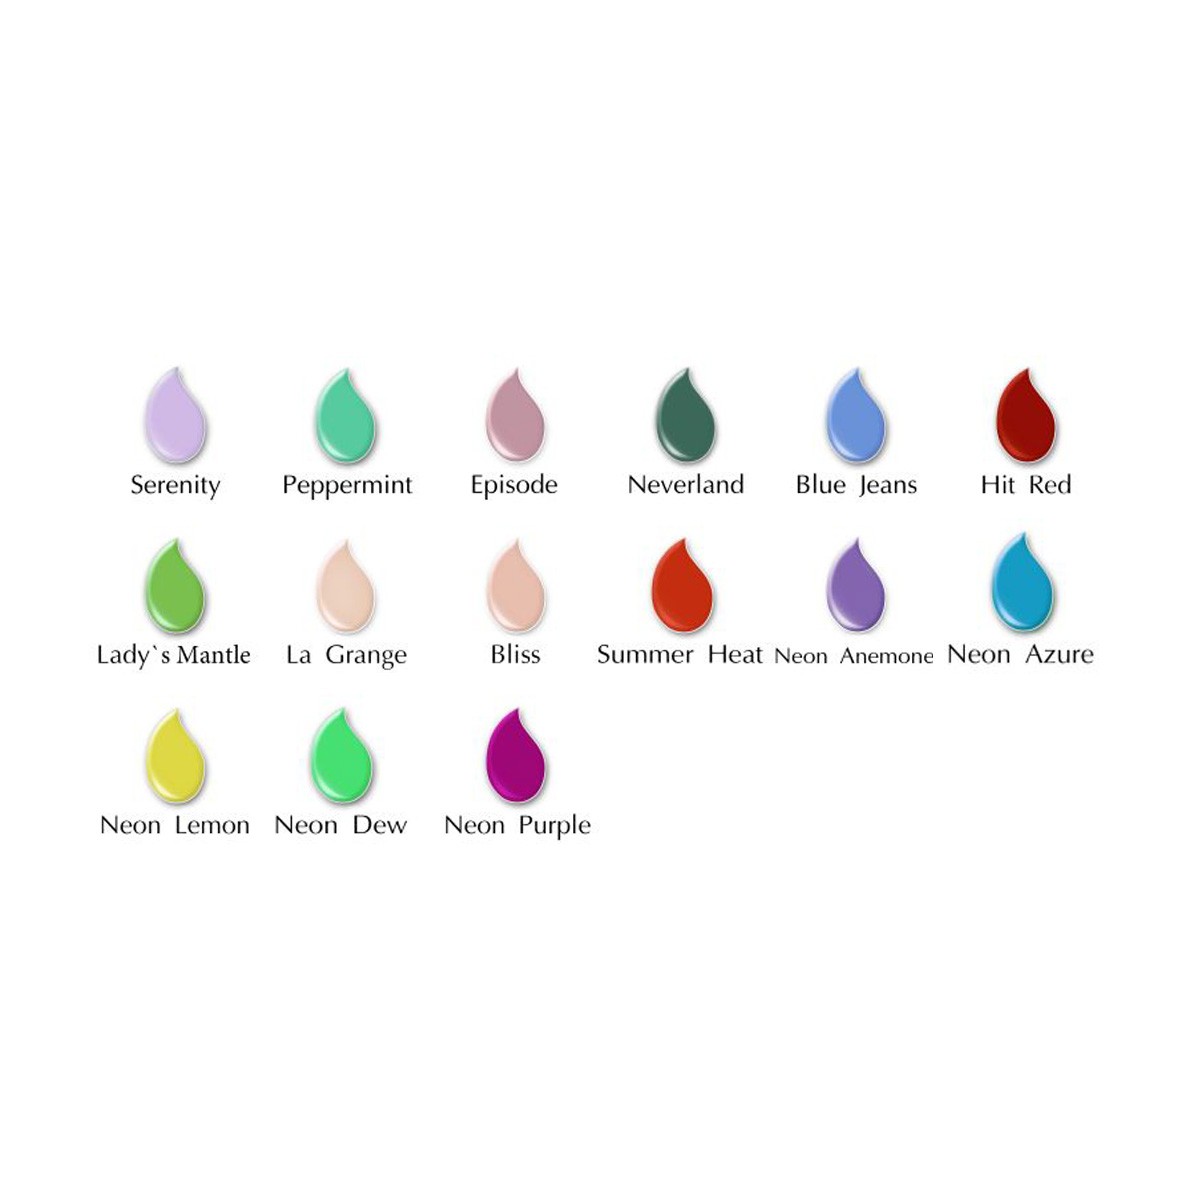 Serenity Peppermint Episode Neverland Blue Jeans Hit Red
Lady`s Mantle La Grange Bliss Summer Heat Neon Anemone Neon Azure
Neon Lemon Neon Dew Neon Purple